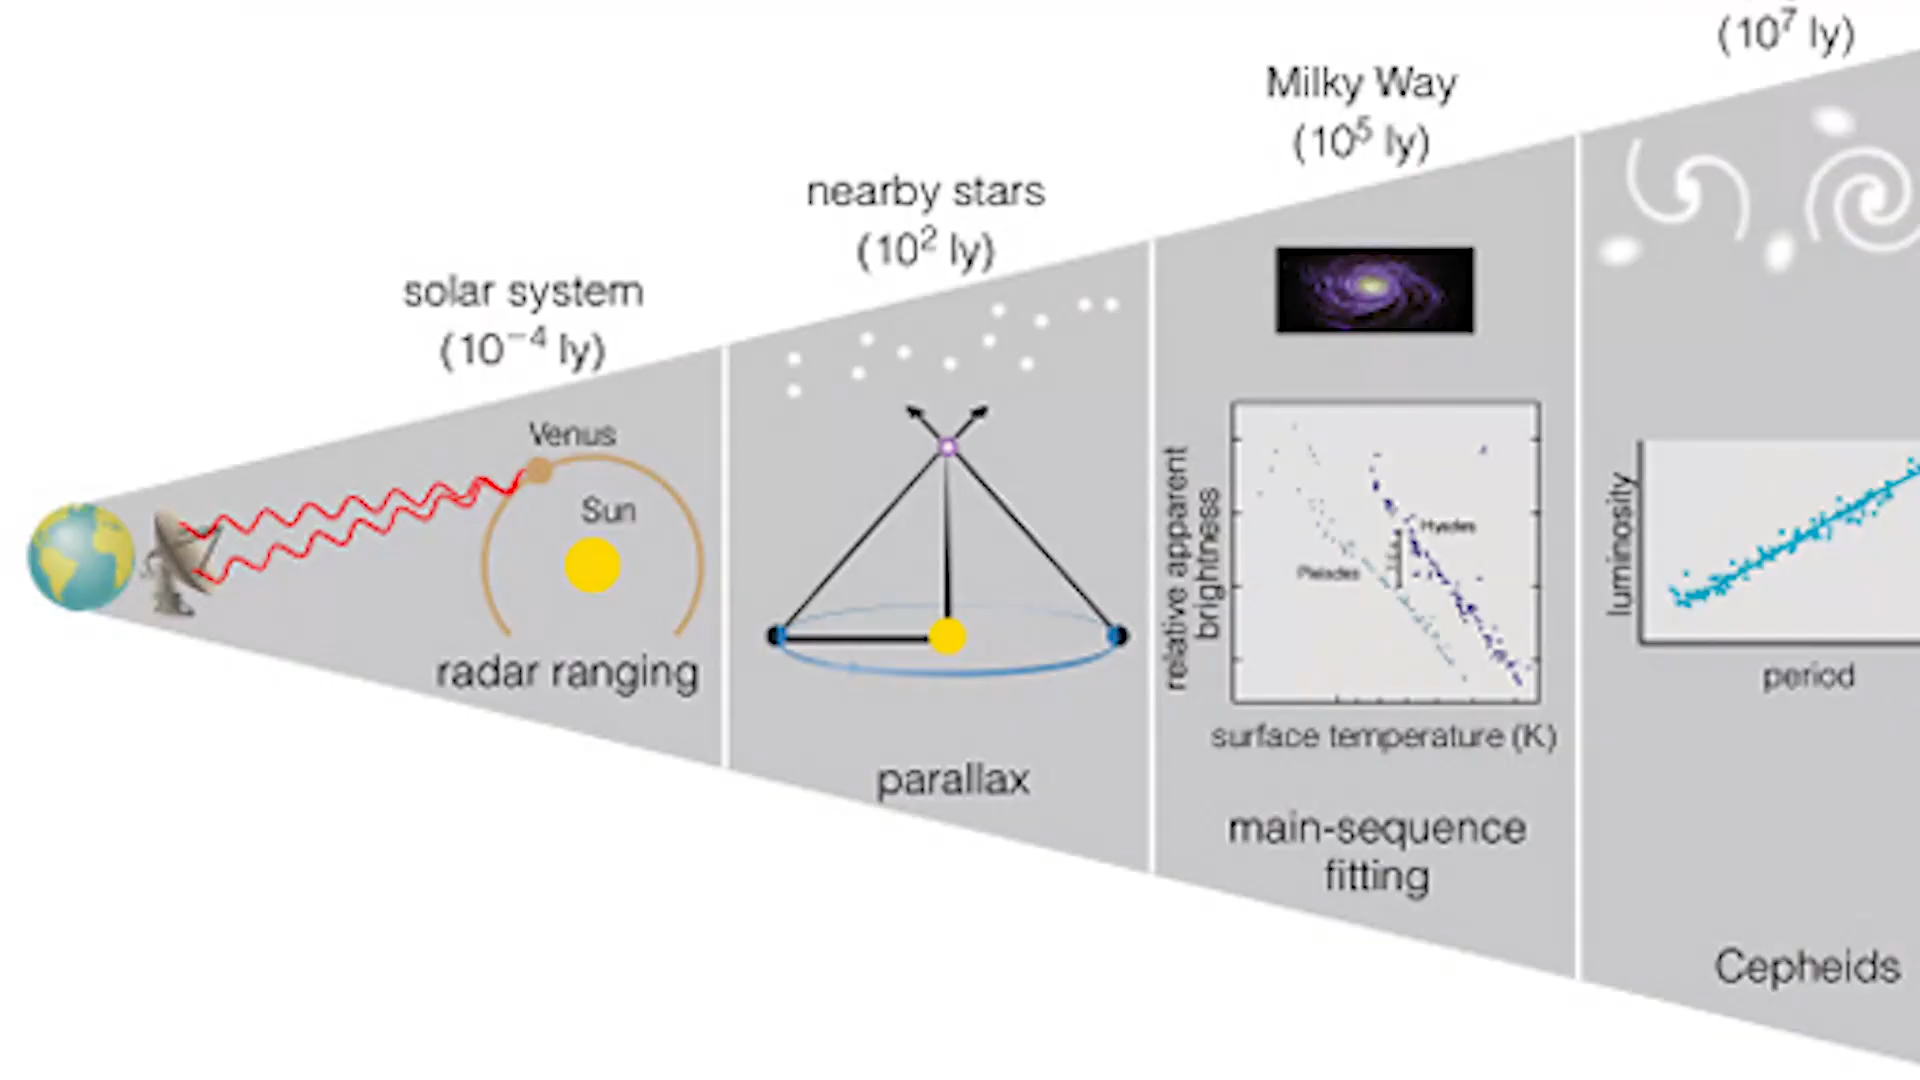 solar system
(10⁻⁴ ly)
Venus
Sun
radar ranging
nearby stars
(10² ly)
parallax
Milky Way
(10⁵ ly)
relative apparent
brightness
Hyades
Pleiades
surface temperature (K)
main-sequence
fitting
(10⁷ ly)
luminosity
period
Cepheids